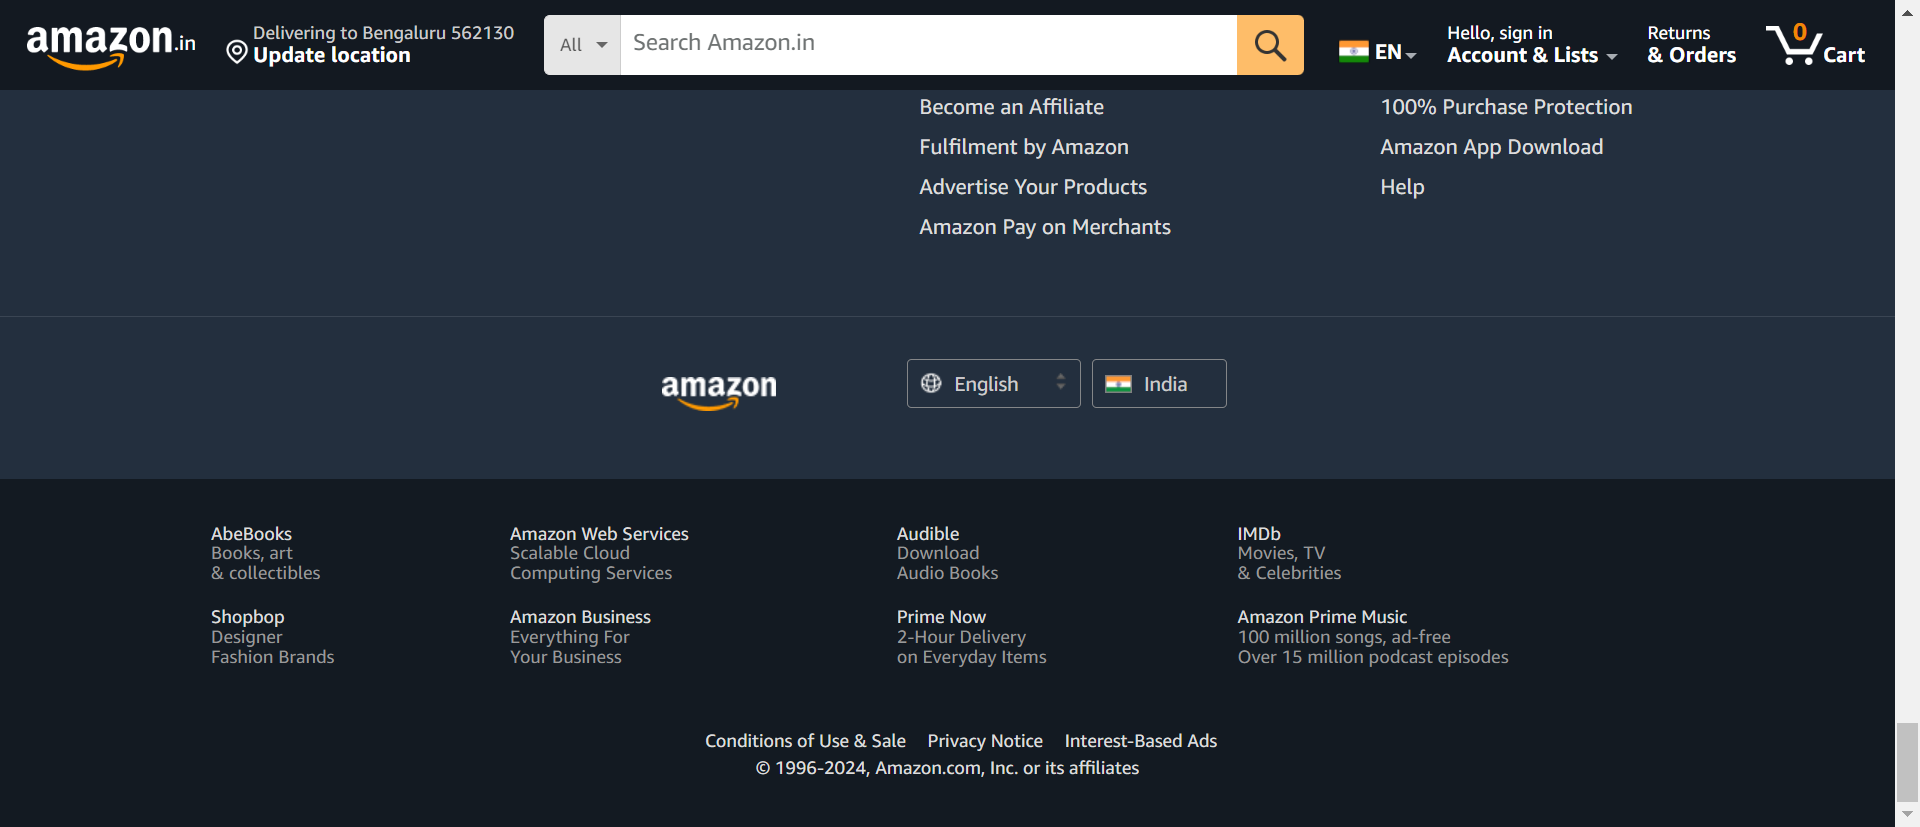 amazon.in
Delivering to Bengaluru 562130
Update location
All
Search Amazon.in
EN
Hello, sign in
Account & Lists
Returns
& Orders
0
Cart
Become an Affiliate
Fulfilment by Amazon
Advertise Your Products
Amazon Pay on Merchants
100% Purchase Protection
Amazon App Download
Help
amazon
English
India
AbeBooks
Books, art
& collectibles
Amazon Web Services
Scalable Cloud
Computing Services
Audible
Download
Audio Books
IMDb
Movies, TV
& Celebrities
Shopbop
Designer
Fashion Brands
Amazon Business
Everything For
Your Business
Prime Now
2-Hour Delivery
on Everyday Items
Amazon Prime Music
100 million songs, ad-free
Over 15 million podcast episodes
Conditions of Use & Sale Privacy Notice Interest-Based Ads
© 1996-2024, Amazon.com, Inc. or its affiliates